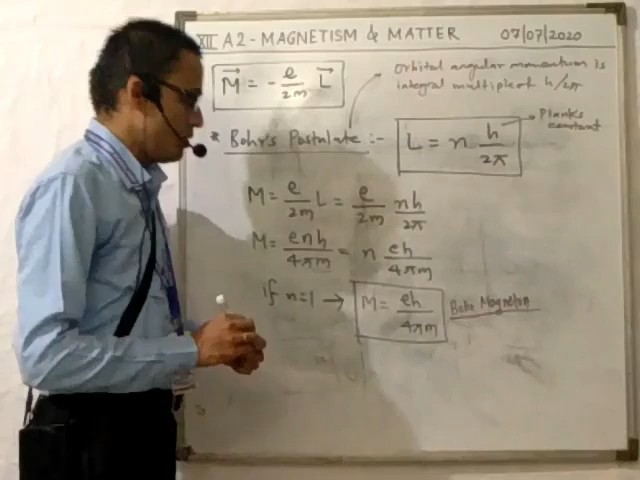 XII A2 - MAGNETISM & MATTER 07/07/2020
M⃗ = - e/2m L⃗
Orbital angular momentum is
integral multiple of h/2π
* Bohr's Postulate :-
L = n h/2π
Planks
constant
M = e/2m L = e/2m nh/2π
M = enh/4πm = n eh/4πm
if n=1 → M = eh/4πm Bohr Magneton